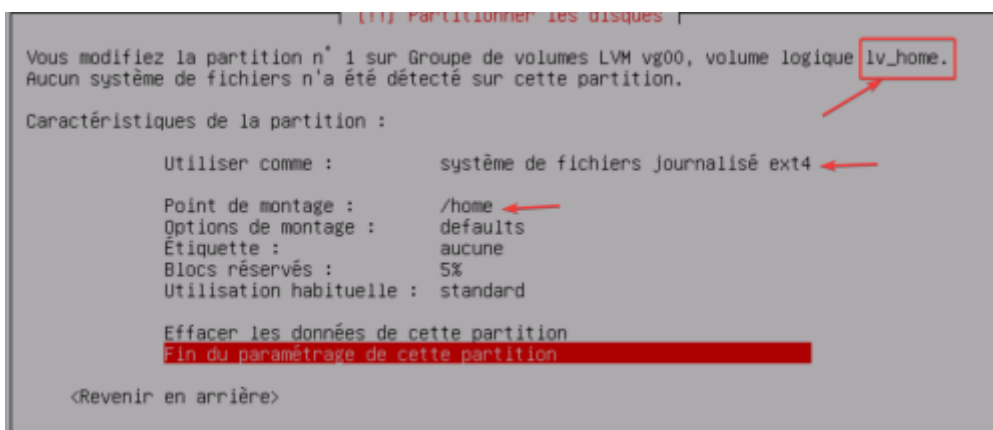 [!!] Partitionner les disques
Vous modifiez la partition n° 1 sur Groupe de volumes LVM vg00, volume logique lv_home.
Aucun système de fichiers n'a été détecté sur cette partition.
Caractéristiques de la partition :
Utiliser comme : système de fichiers journalisé ext4
Point de montage : /home
Options de montage : defaults
Étiquette : aucune
Blocs réservés : 5%
Utilisation habituelle : standard
Effacer les données de cette partition
Fin du paramétrage de cette partition
<Revenir en arrière>